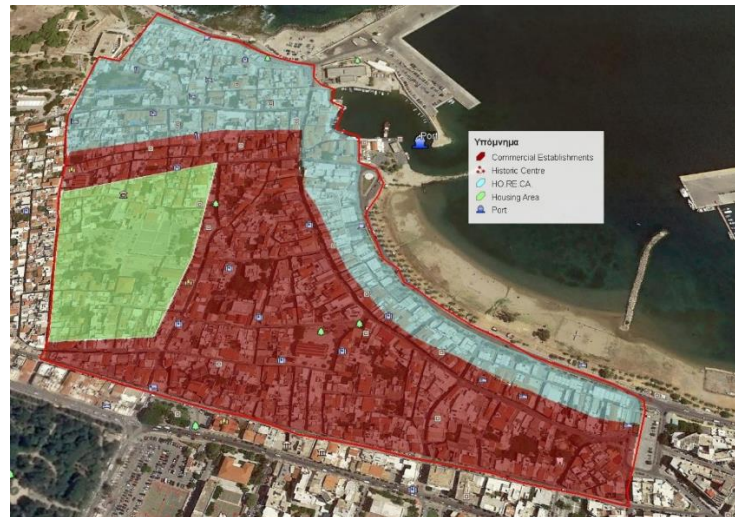 Port
Υπόμνημα
Commercial Establishments
Historic Centre
HO.RE.CA
Housing Area
Port